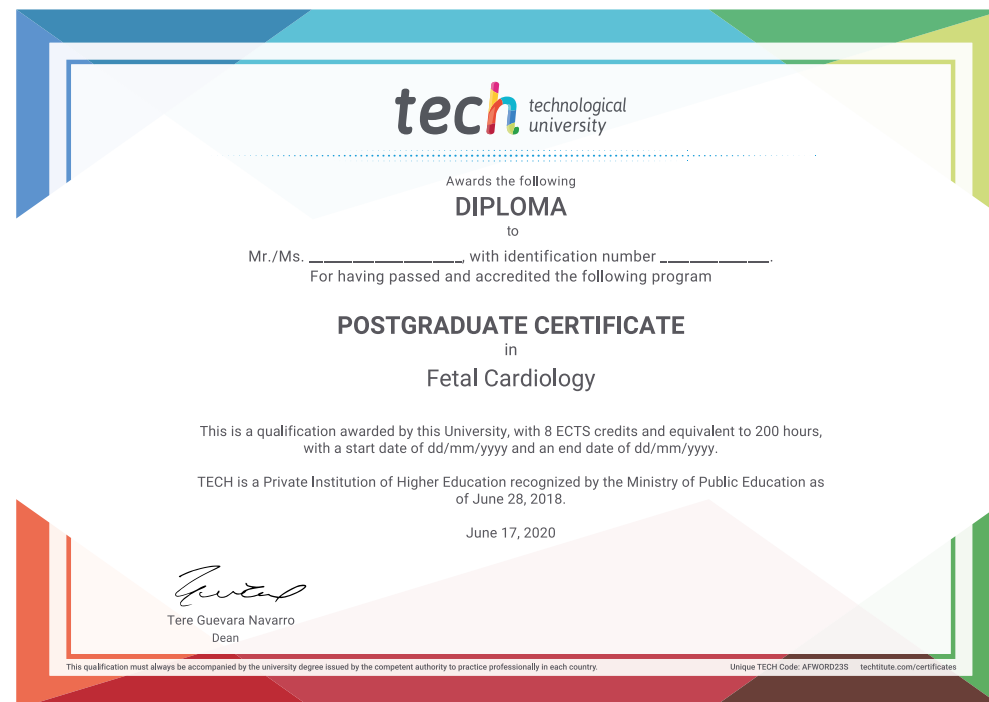 tech technological
university
Awards the following
DIPLOMA
to
Mr./Ms. ____________________, with identification number ______________.
For having passed and accredited the following program
POSTGRADUATE CERTIFICATE
in
Fetal Cardiology
This is a qualification awarded by this University, with 8 ECTS credits and equivalent to 200 hours,
with a start date of dd/mm/yyyy and an end date of dd/mm/yyyy.
TECH is a Private Institution of Higher Education recognized by the Ministry of Public Education as
of June 28, 2018.
June 17, 2020
Tere Guevara Navarro
Dean
This qualification must always be accompanied by the university degree issued by the competent authority to practice professionally in each country. Unique TECH Code: AFWORD23S techtitute.com/certificates